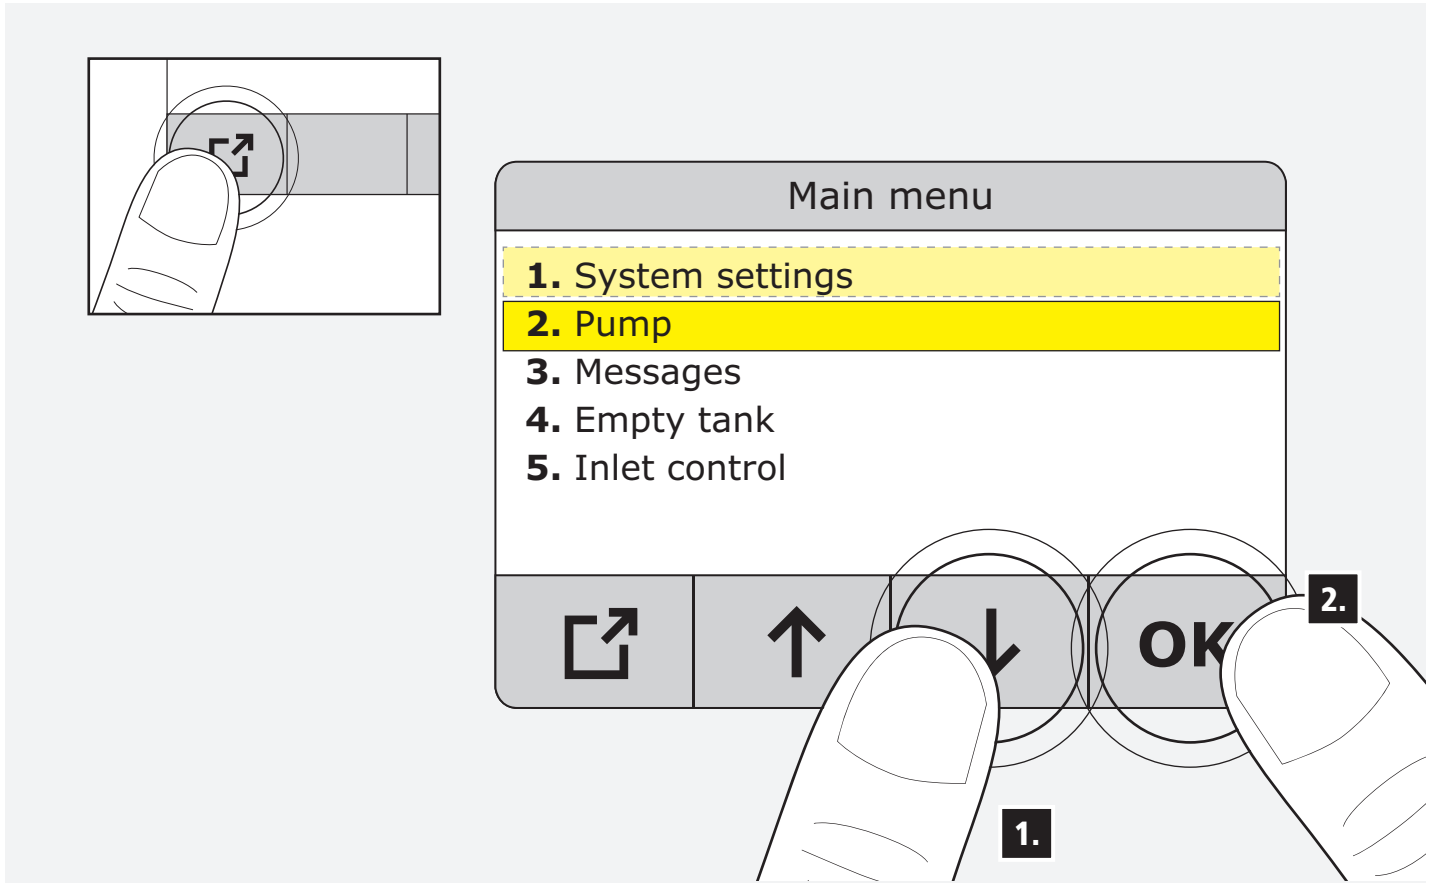 Main menu
1. System settings
2. Pump
3. Messages
4. Empty tank
5. Inlet control
OK
2.
1.